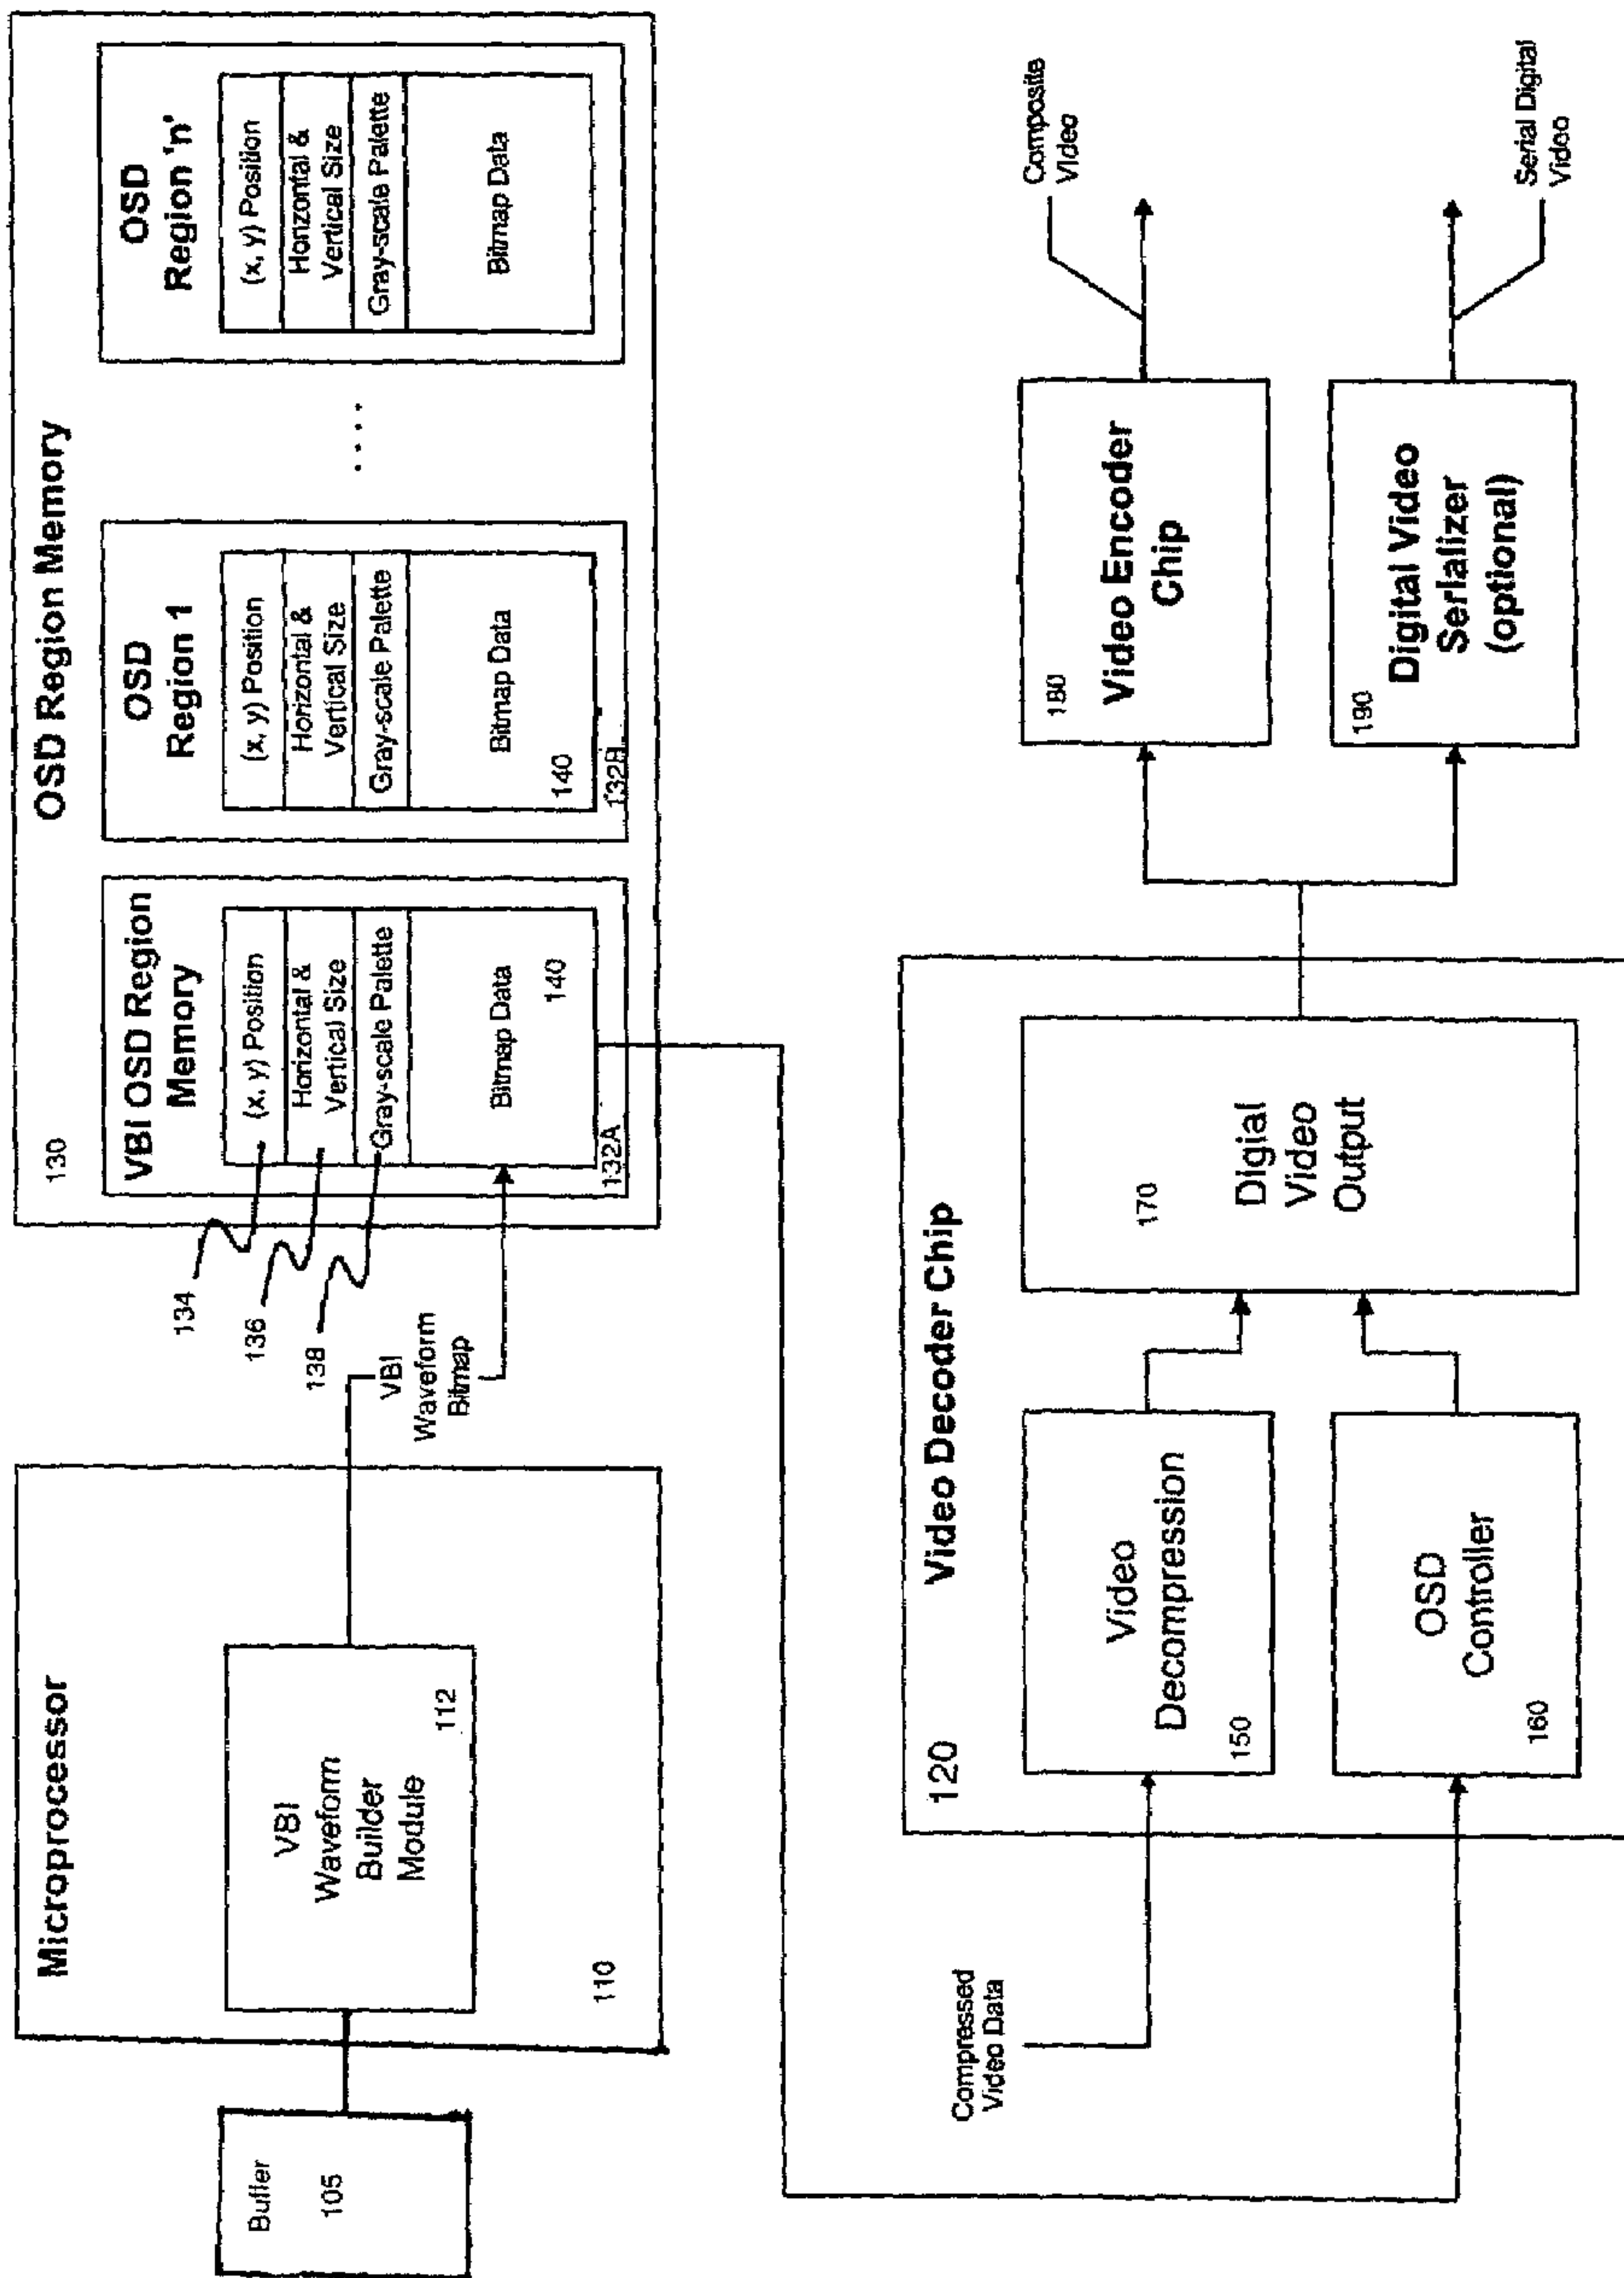 Buffer
105
Microprocessor
VBI
Waveform
Builder
Module
112
110
VBI
Waveform
Bitmap
134
136
138
OSD Region Memory
130
VBI OSD Region
Memory
(x, y) Position
Horizontal &
Vertical Size
Gray-scale Palette
Bitmap Data
140
132A
OSD
Region 1
(x, y) Position
Horizontal &
Vertical Size
Gray-scale Palette
Bitmap Data
140
132B
....
OSD
Region 'n'
(x, y) Position
Horizontal &
Vertical Size
Gray-scale Palette
Bitmap Data
Compressed
Video Data
120
Video Decoder Chip
Video
Decompression
150
OSD
Controller
160
170
Digial
Video
Output
180
Video Encoder
Chip
190
Digital Video
Serializer
(optional)
Composite
Video
Serial Digital
Video